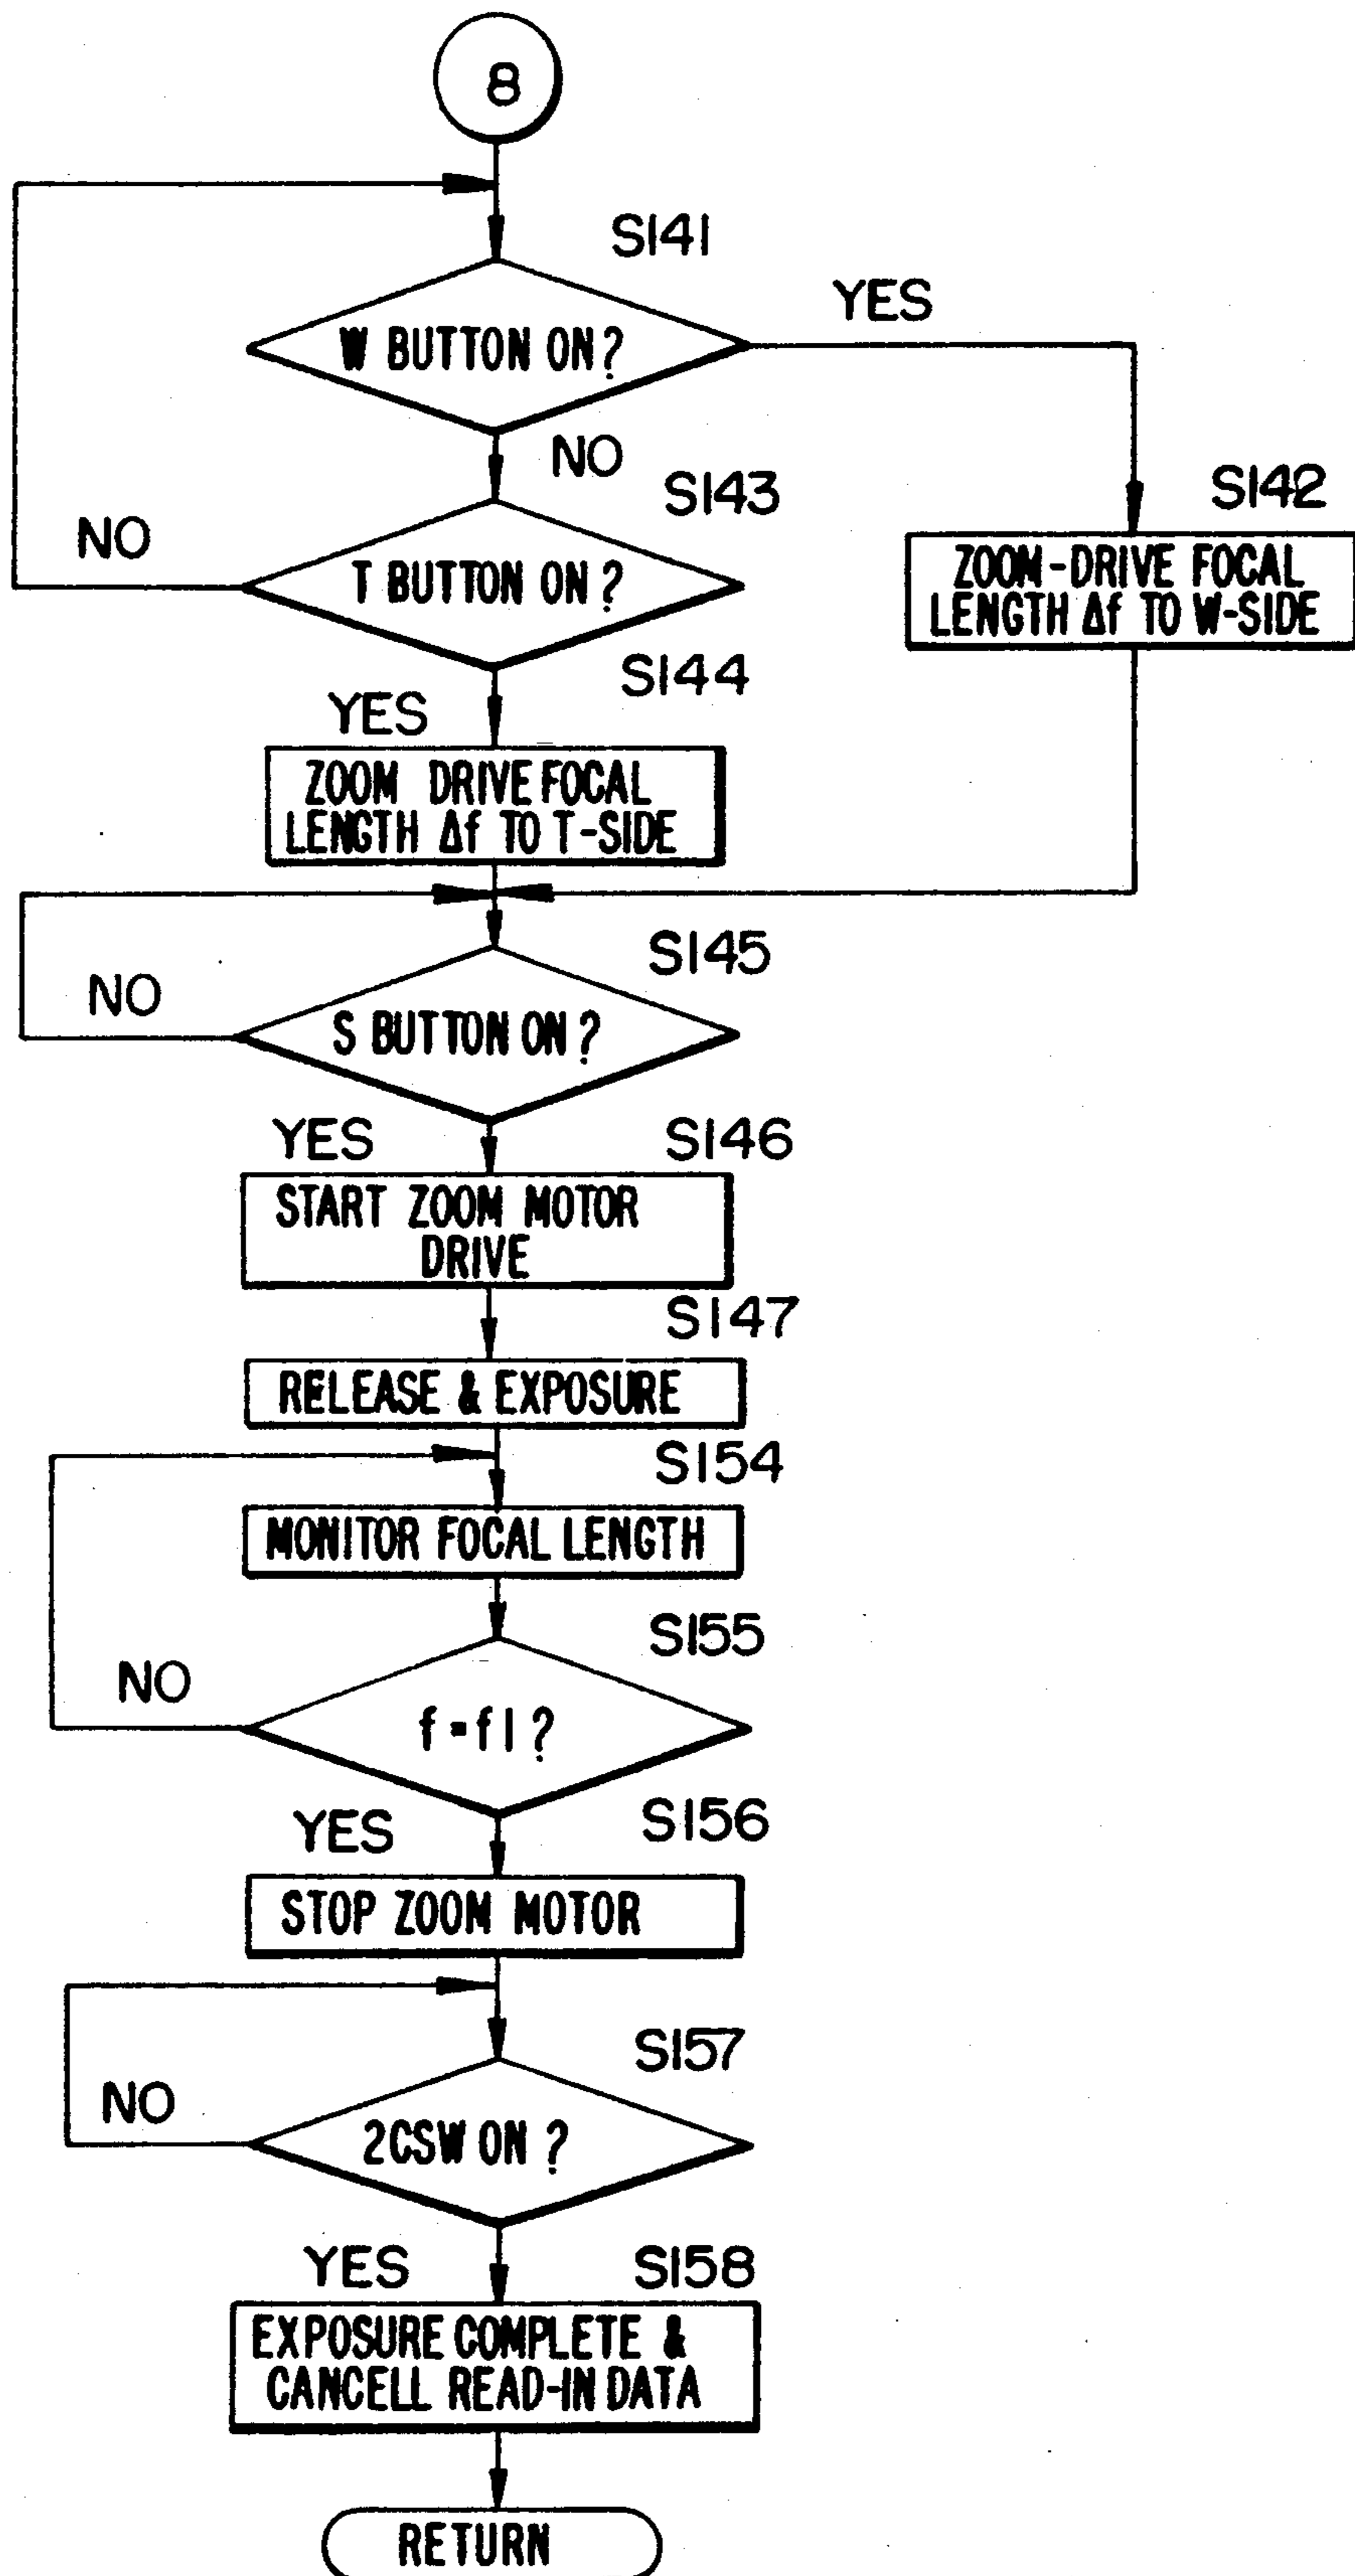 8
S141
W BUTTON ON?
YES
NO
S143
S142
NO
T BUTTON ON?
ZOOM-DRIVE FOCAL
LENGTH Δf TO W-SIDE
S144
YES
ZOOM DRIVE FOCAL
LENGTH Δf TO T-SIDE
S145
NO
S BUTTON ON?
YES
S146
START ZOOM MOTOR
DRIVE
S147
RELEASE & EXPOSURE
S154
MONITOR FOCAL LENGTH
S155
NO
f=f1?
S156
YES
STOP ZOOM MOTOR
S157
NO
2CSW ON?
YES
S158
EXPOSURE COMPLETE &
CANCELL READ-IN DATA
RETURN